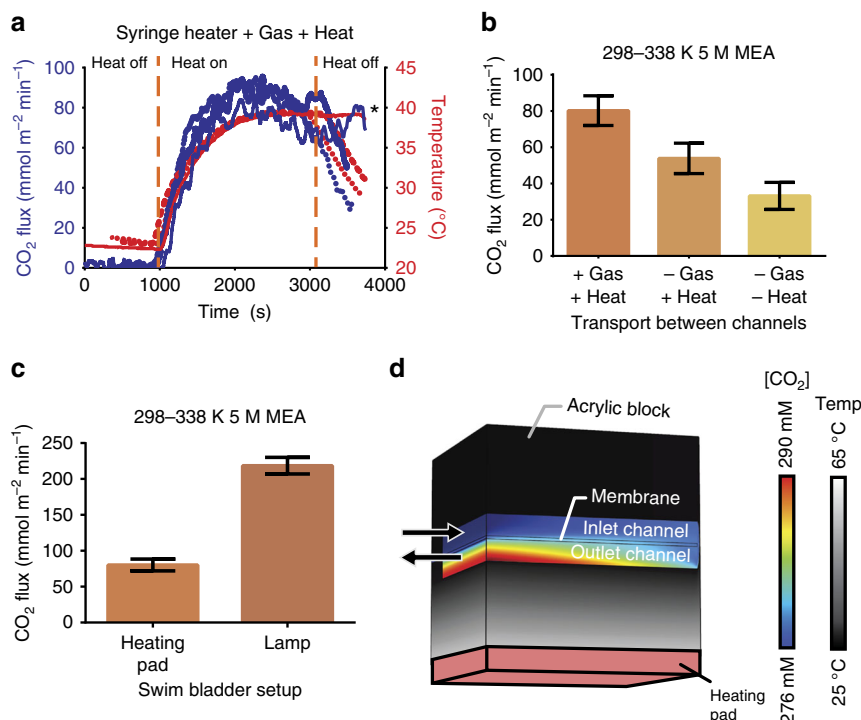 a
Syringe heater + Gas + Heat
Heat off
Heat on
Heat off
CO2 flux (mmol m−2 min−1)
100
80
60
40
20
0
45
40
35
30
25
20
*
Temperature (°C)
0
1000
2000
3000
4000
Time (s)
b
298–338 K 5 M MEA
CO2 flux (mmol m−2 min−1)
100
80
60
40
20
0
+ Gas
+ Heat
− Gas
+ Heat
− Gas
− Heat
Transport between channels
c
298–338 K 5 M MEA
CO2 flux (mmol m−2 min−1)
250
200
150
100
50
0
Heating
pad
Lamp
Swim bladder setup
d
Acrylic block
Membrane
Inlet channel
Outlet channel
Heating
pad
[CO2]
290 mM
276 mM
Temp
65 °C
25 °C